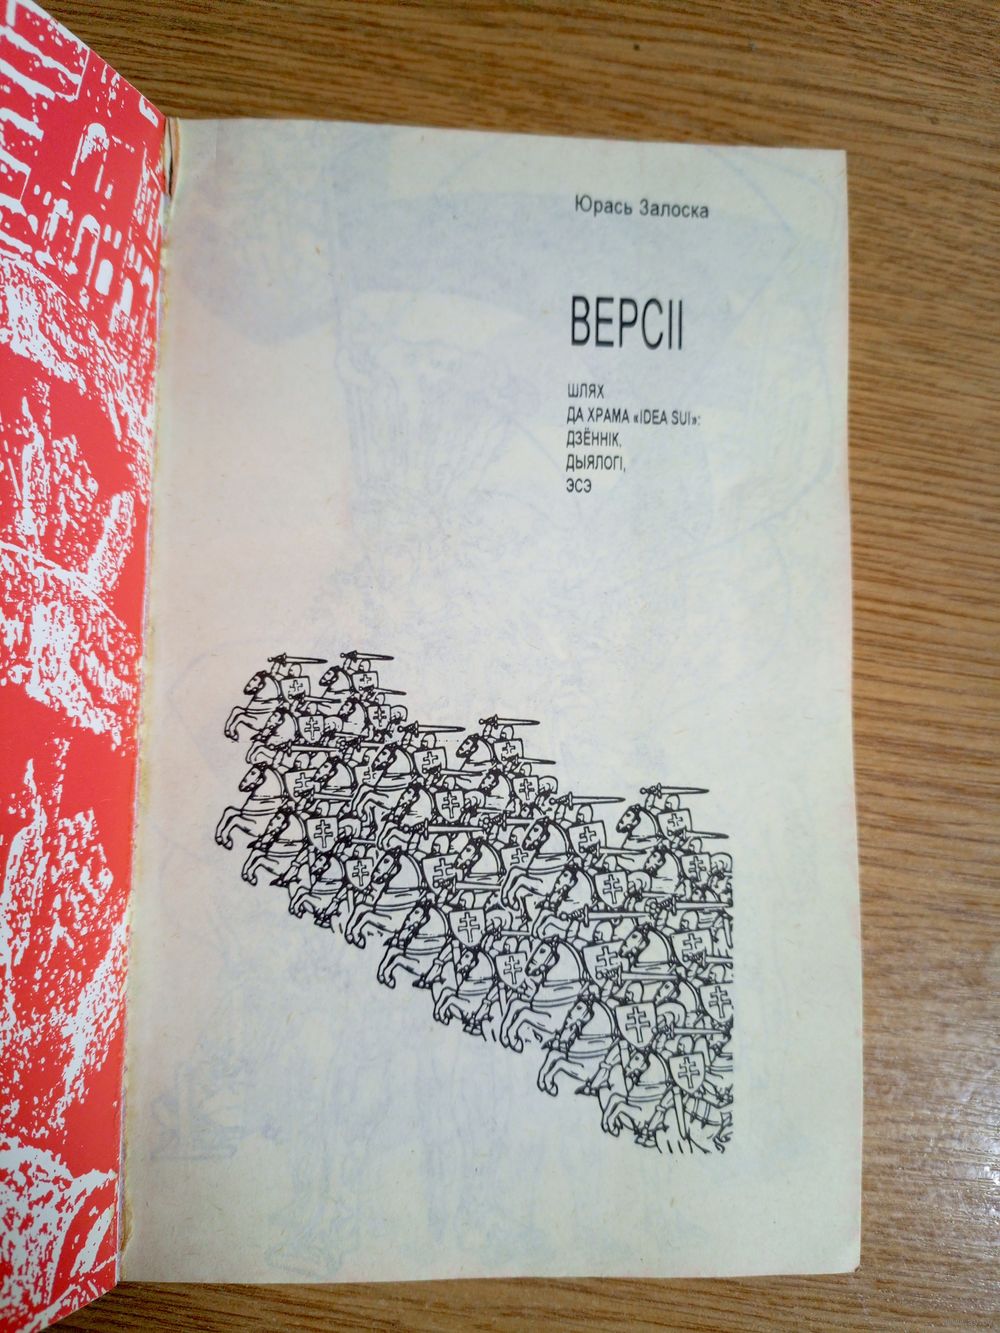 Юрась Залоска
ВЕРСІІ
ШЛЯХ
ДА ХРАМА «IDEA SUI»:
ДЗЁННІК,
ДЫЯЛОГІ,
ЭСЭ